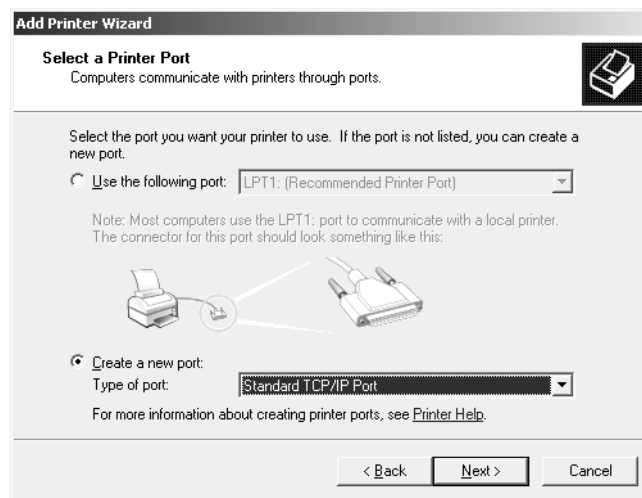 Add Printer Wizard
Select a Printer Port
Computers communicate with printers through ports.
Select the port you want your printer to use. If the port is not listed, you can create a
new port.
Use the following port: LPT1: (Recommended Printer Port)
Note: Most computers use the LPT1: port to communicate with a local printer.
The connector for this port should look something like this:
Create a new port:
Type of port: Standard TCP/IP Port
For more information about creating printer ports, see Printer Help.
< Back Next > Cancel